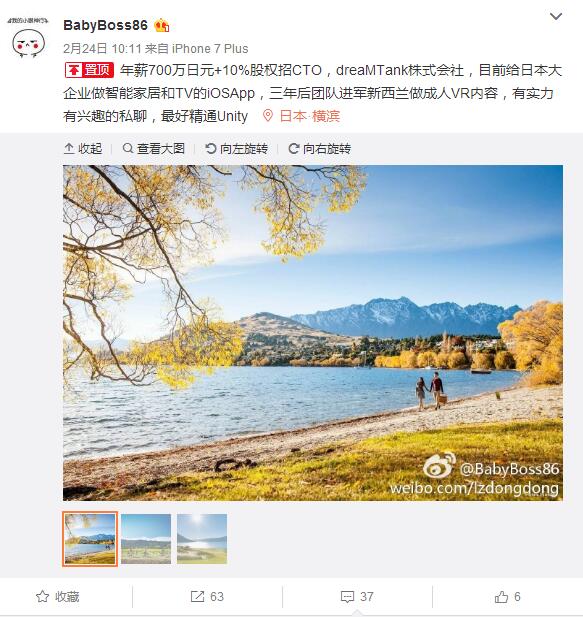 BabyBoss86
2月24日 10:11 来自 iPhone 7 Plus
置顶 年薪700万日元+10%股权招CTO，dreaMTank株式会社，目前给日本大
企业做智能家居和TV的iOSApp，三年后团队进军新西兰做成人VR内容，有实力
有兴趣的私聊，最好精通Unity 日本·横滨
收起 查看大图 向左旋转 向右旋转
@BabyBoss86
weibo.com/lzdongdong
收藏 63 37 6